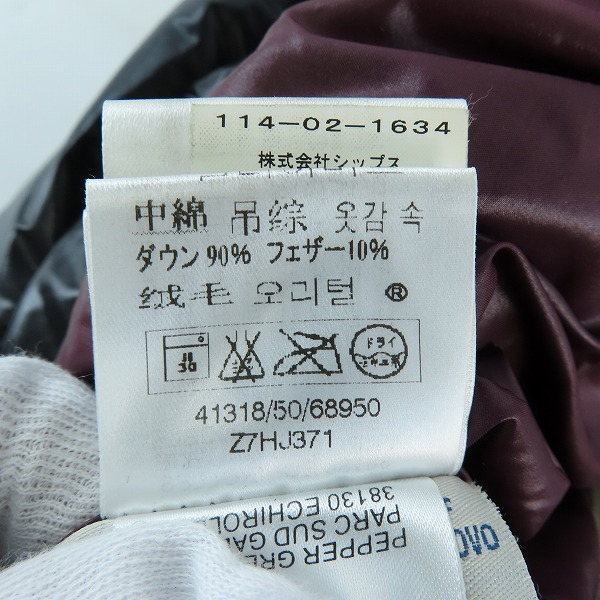 114-02-1634
株式会社シップス
中綿 吊综 옷감 속
ダウン 90% フェザー10%
绒毛 오리털 ®
ドライ
41318/50/68950
Z7HJ371
PEPPER GRE
PARC SUD GAL
38130 ECHIROL